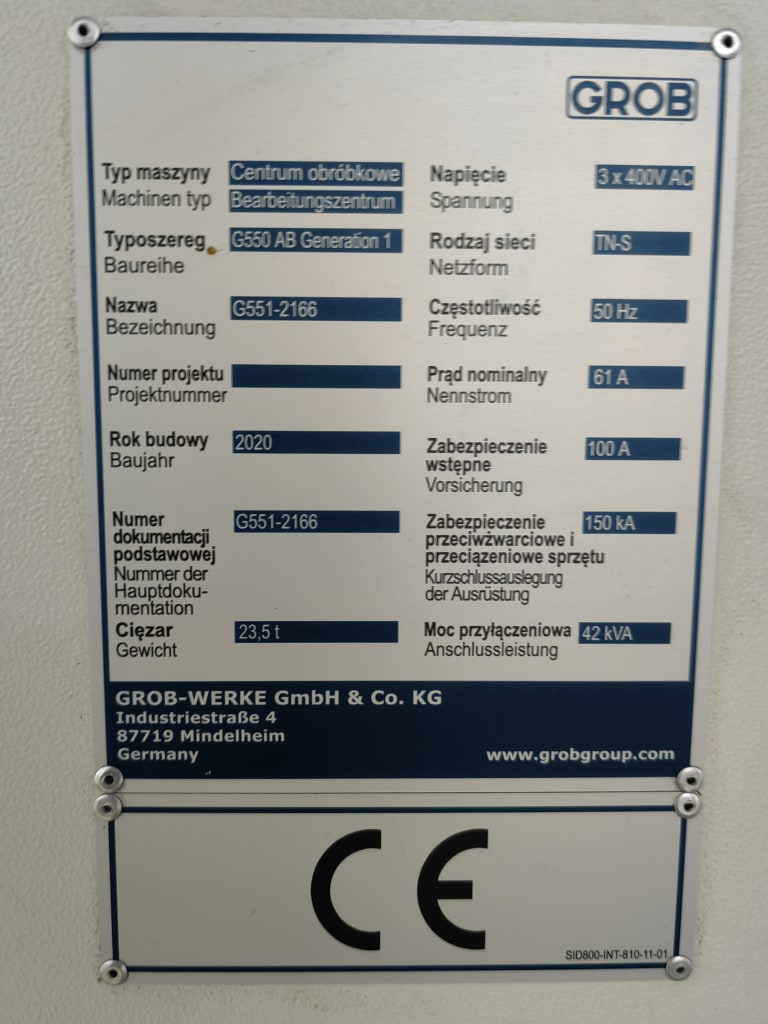 GROB
Typ maszyny Centrum obróbkowe
Machinen typ Bearbeitungszentrum
Typoszereg G550 AB Generation 1
Baureihe
Nazwa G551-2166
Bezeichnung
Numer projektu
Projektnummer
Rok budowy 2020
Baujahr
Numer G551-2166
dokumentacji
podstawowej
Nummer der
Hauptdoku-
mentation
Cięzar 23,5 t
Gewicht
Napięcie 3 x 400V AC
Spannung
Rodzaj sieci TN-S
Netzform
Częstotliwość 50 Hz
Frequenz
Prąd nominalny 61 A
Nennstrom
Zabezpieczenie 100 A
wstępne
Vorsicherung
Zabezpieczenie 150 kA
przeciwżwarciowe i
przeciązeniowe sprzętu
Kurzschlussauslegung
der Ausrüstung
Moc przyłączeniowa 42 kVA
Anschlussleistung
GROB-WERKE GmbH & Co. KG
Industriestraße 4
87719 Mindelheim
Germany www.grobgroup.com
CE
SID800-INT-810-11-01